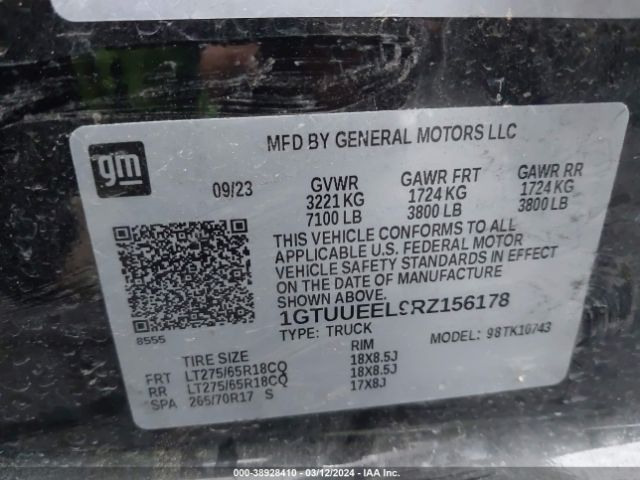 gm
MFD BY GENERAL MOTORS LLC
09/23 GVWR GAWR FRT GAWR RR
3221 KG 1724 KG 1724 KG
7100 LB 3800 LB 3800 LB
THIS VEHICLE CONFORMS TO ALL
APPLICABLE U.S. FEDERAL MOTOR
VEHICLE SAFETY STANDARDS IN EFFECT
ON THE DATE OF MANUFACTURE
SHOWN ABOVE.
1GTUUEEL9RZ156178
8555 TYPE: TRUCK MODEL: 98TK10743
TIRE SIZE RIM
FRT LT275/65R18CQ 18X8.5J
RR LT275/65R18CQ 18X8.5J
SPA 265/70R17 S 17X8J
000-38928410 - 03/12/2024 - IAA Inc.